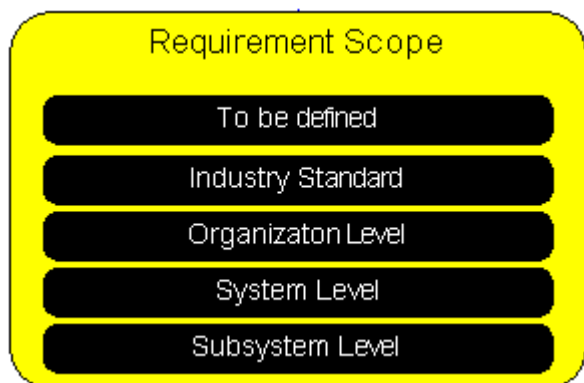 Requirement Scope
To be defined
Industry Standard
Organizaton Level
System Level
Subsystem Level